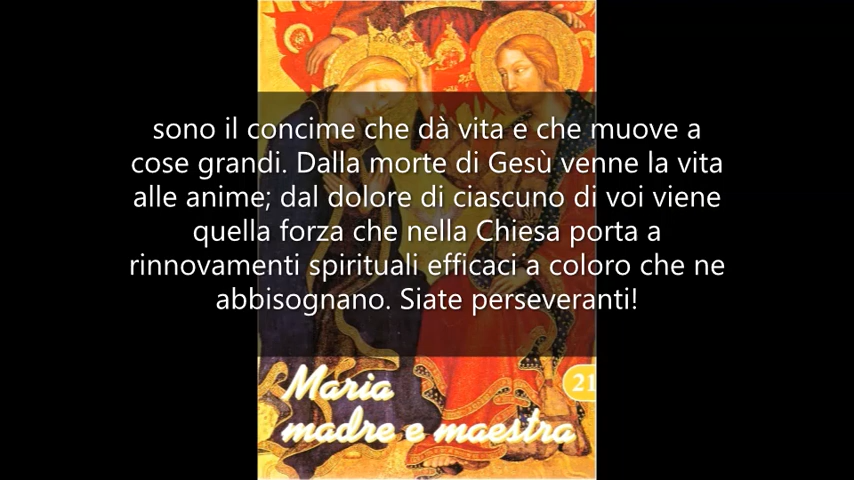 sono il concime che dà vita e che muove a
cose grandi. Dalla morte di Gesù venne la vita
alle anime; dal dolore di ciascuno di voi viene
quella forza che nella Chiesa porta a
rinnovamenti spirituali efficaci a coloro che ne
abbisognano. Siate perseveranti!
21
Maria
madre e maestra